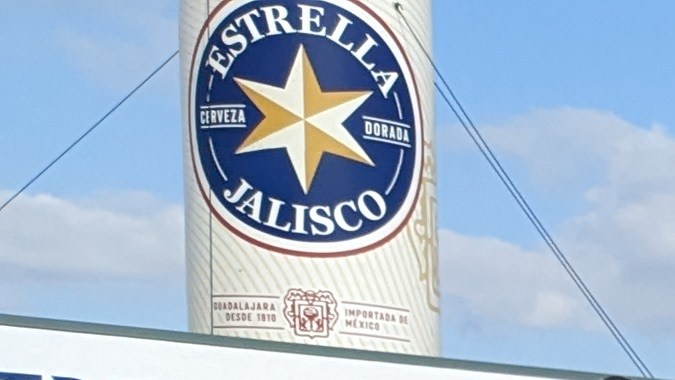 ESTRELLA
CERVEZA
DORADA
JALISCO
GUADALAJARA
DESDE 1910
IMPORTADA DE
MÉXICO